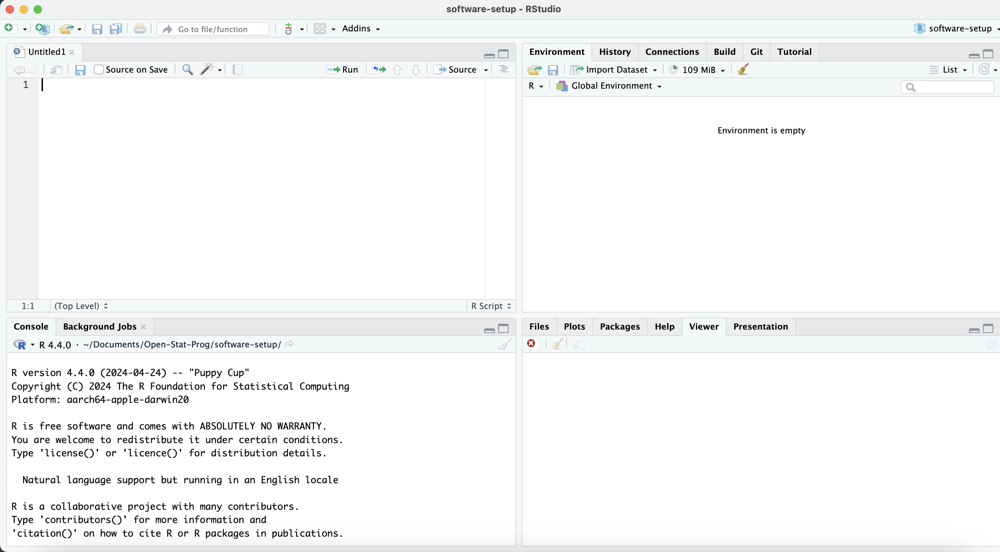 software-setup - RStudio
Go to file/function
Addins
software-setup
Untitled1
Source on Save
Run
Source
1
1:1
(Top Level)
R Script
Environment History Connections Build Git Tutorial
Import Dataset
109 MiB
List
R
Global Environment
Environment is empty
Console Background Jobs
R 4.4.0 · ~/Documents/Open-Stat-Prog/software-setup/
R version 4.4.0 (2024-04-24) -- "Puppy Cup"
Copyright (C) 2024 The R Foundation for Statistical Computing
Platform: aarch64-apple-darwin20
R is free software and comes with ABSOLUTELY NO WARRANTY.
You are welcome to redistribute it under certain conditions.
Type 'license()' or 'licence()' for distribution details.
Natural language support but running in an English locale
R is a collaborative project with many contributors.
Type 'contributors()' for more information and
'citation()' on how to cite R or R packages in publications.
Files Plots Packages Help Viewer Presentation